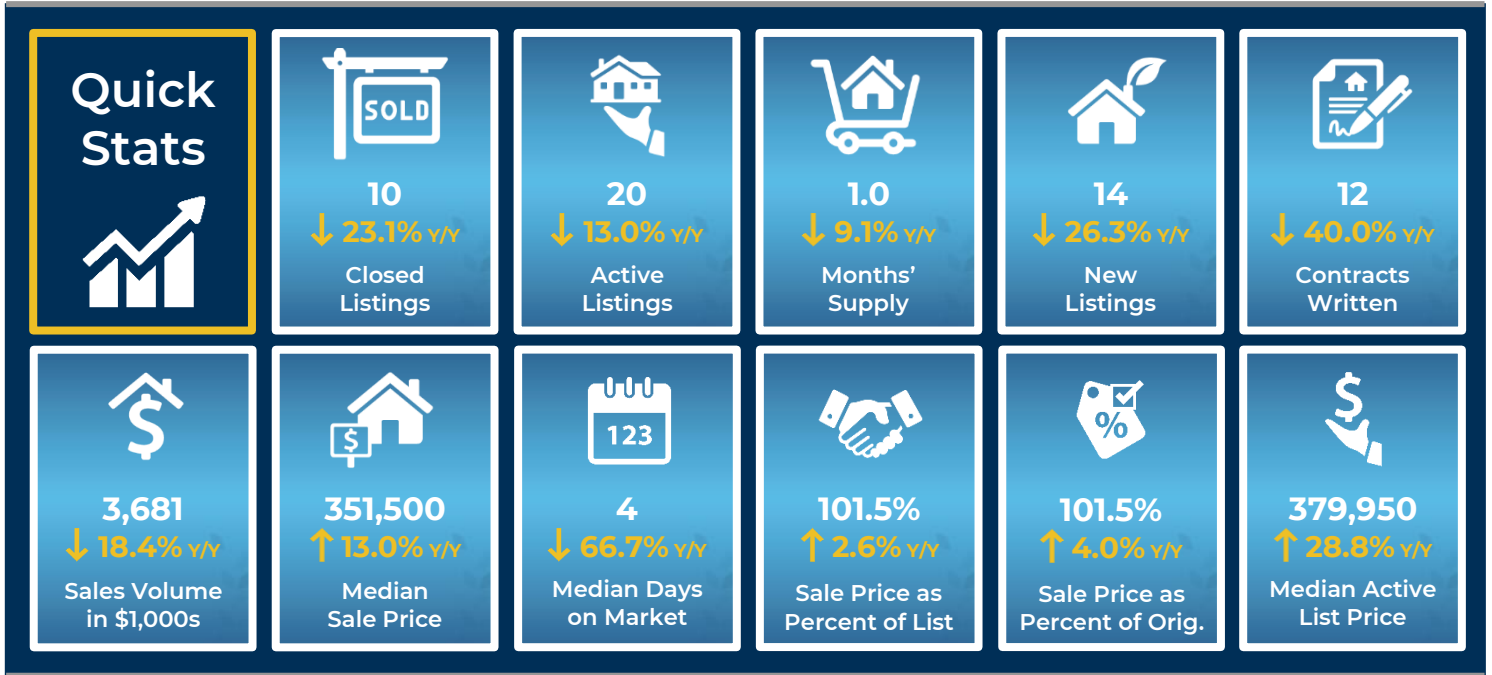 Quick
Stats
SOLD
10
↓ 23.1% Y/Y
Closed
Listings
20
↓ 13.0% Y/Y
Active
Listings
1.0
↓ 9.1% Y/Y
Months’
Supply
14
↓ 26.3% Y/Y
New
Listings
12
↓ 40.0% Y/Y
Contracts
Written
$
3,681
↓ 18.4% Y/Y
Sales Volume
in $1,000s
$
351,500
↑ 13.0% Y/Y
Median
Sale Price
123
4
↓ 66.7% Y/Y
Median Days
on Market
101.5%
↑ 2.6% Y/Y
Sale Price as
Percent of List
%
101.5%
↑ 4.0% Y/Y
Sale Price as
Percent of Orig.
$
379,950
↑ 28.8% Y/Y
Median Active
List Price